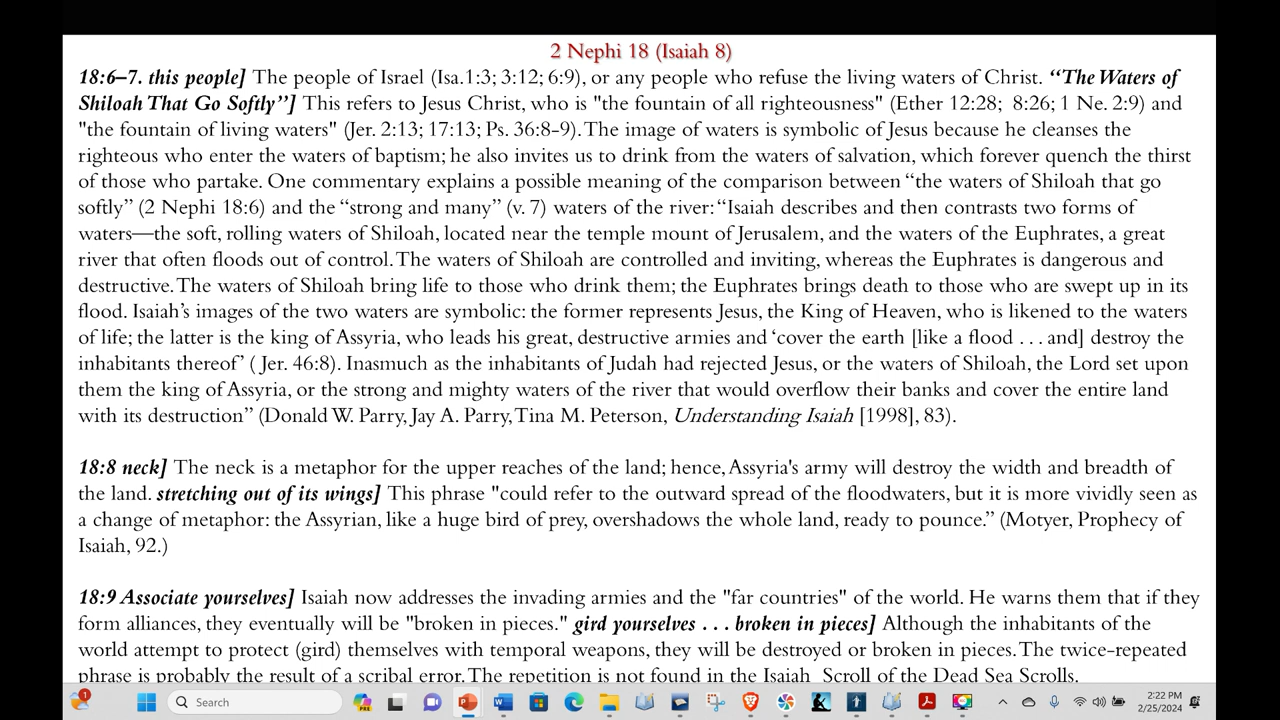 2 Nephi 18 (Isaiah 8)
18:6–7. this people] The people of Israel (Isa.1:3; 3:12; 6:9), or any people who refuse the living waters of Christ. “The Waters of
Shiloah That Go Softly”] This refers to Jesus Christ, who is "the fountain of all righteousness" (Ether 12:28;  8:26; 1 Ne. 2:9) and
"the fountain of living waters" (Jer. 2:13; 17:13; Ps. 36:8-9). The image of waters is symbolic of Jesus because he cleanses the
righteous who enter the waters of baptism; he also invites us to drink from the waters of salvation, which forever quench the thirst
of those who partake. One commentary explains a possible meaning of the comparison between “the waters of Shiloah that go
softly” (2 Nephi 18:6) and the “strong and many” (v. 7) waters of the river: “Isaiah describes and then contrasts two forms of
waters—the soft, rolling waters of Shiloah, located near the temple mount of Jerusalem, and the waters of the Euphrates, a great
river that often floods out of control. The waters of Shiloah are controlled and inviting, whereas the Euphrates is dangerous and
destructive. The waters of Shiloah bring life to those who drink them; the Euphrates brings death to those who are swept up in its
flood. Isaiah’s images of the two waters are symbolic: the former represents Jesus, the King of Heaven, who is likened to the waters
of life; the latter is the king of Assyria, who leads his great, destructive armies and ‘cover the earth [like a flood . . . and] destroy the
inhabitants thereof’ ( Jer. 46:8). Inasmuch as the inhabitants of Judah had rejected Jesus, or the waters of Shiloah, the Lord set upon
them the king of Assyria, or the strong and mighty waters of the river that would overflow their banks and cover the entire land
with its destruction” (Donald W. Parry, Jay A. Parry, Tina M. Peterson, Understanding Isaiah [1998], 83).
18:8 neck] The neck is a metaphor for the upper reaches of the land; hence, Assyria's army will destroy the width and breadth of
the land. stretching out of its wings] This phrase "could refer to the outward spread of the floodwaters, but it is more vividly seen as
a change of metaphor: the Assyrian, like a huge bird of prey, overshadows the whole land, ready to pounce.” (Motyer, Prophecy of
Isaiah, 92.)
18:9 Associate yourselves] Isaiah now addresses the invading armies and the "far countries" of the world. He warns them that if they
form alliances, they eventually will be "broken in pieces." gird yourselves . . . broken in pieces] Although the inhabitants of the
world attempt to protect (gird) themselves with temporal weapons, they will be destroyed or broken in pieces. The twice-repeated
phrase is probably the result of a scribal error. The repetition is not found in the Isaiah  Scroll of the Dead Sea Scrolls.
1
Search
PRE
2:22 PM
2/25/2024